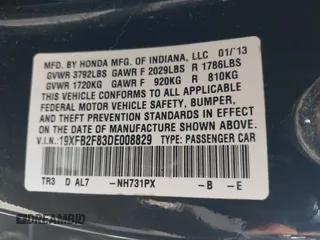 MFD. BY HONDA MFG. OF INDIANA, LLC 01/13
GVWR 3792LBS GAWR F 2029LBS R 1786LBS
GVWR 1720KG GAWR F 920KG R 810KG
THIS VEHICLE CONFORMS TO ALL APPLICABLE
FEDERAL MOTOR VEHICLE SAFETY, BUMPER,
AND THEFT PREVENTION STANDARDS IN EFFECT
ON THE DATE OF MANUFACTURE SHOWN ABOVE.
V.I.N.: 19XFB2F83DE008829 TYPE: PASSENGER CAR
TR3 D AL7 -NH731PX -B -E
DREAMBID